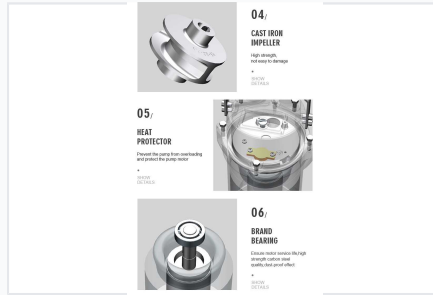 04/
CAST IRON
IMPELLER
High strength,
not easy to damage
+
SHOW
DETAILS
05/
HEAT
PROTECTOR
Prevent the pump from overloading
and protect the pump motor
+
SHOW
DETAILS
06/
BRAND
BEARING
Ensure motor service life,high
strength carbon steel
quality,dust-proof effect
+
SHOW
DETAILS